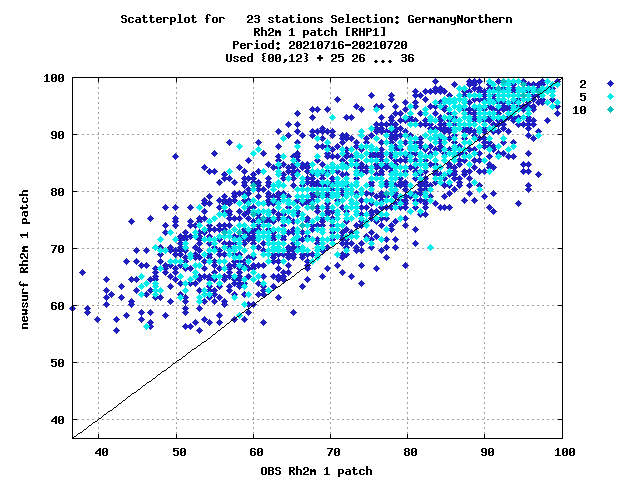 Scatterplot for   23 stations Selection: GermanyNorthern
Rh2m 1 patch [RHP1]
Period: 20210716-20210720
Used {00,12} + 25 26 ... 36
2
5
10
100
90
80
70
60
50
40
newsurf Rh2m 1 patch
40 50 60 70 80 90 100
OBS Rh2m 1 patch